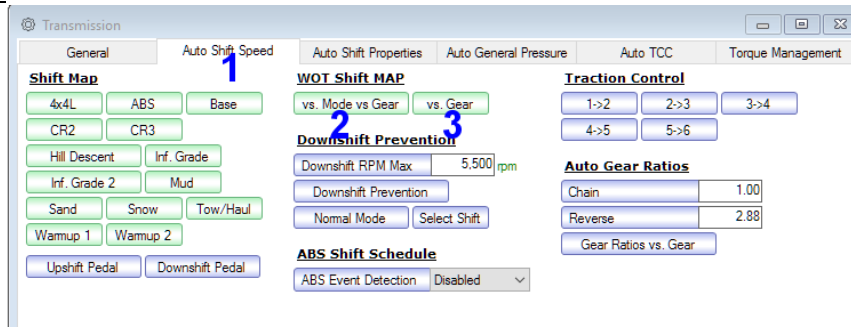 Transmission
General Auto Shift Speed Auto Shift Properties Auto General Pressure Auto TCC Torque Management
1
Shift Map
4x4L ABS Base
CR2 CR3
Hill Descent Inf. Grade
Inf. Grade 2 Mud
Sand Snow Tow/Haul
Warmup 1 Warmup 2
Upshift Pedal Downshift Pedal
WOT Shift MAP
vs. Mode vs Gear vs. Gear
2 3
Downshift Prevention
Downshift RPM Max 5,500 rpm
Downshift Prevention
Normal Mode Select Shift
ABS Shift Schedule
ABS Event Detection Disabled
Traction Control
1->2 2->3 3->4
4->5 5->6
Auto Gear Ratios
Chain 1.00
Reverse 2.88
Gear Ratios vs. Gear